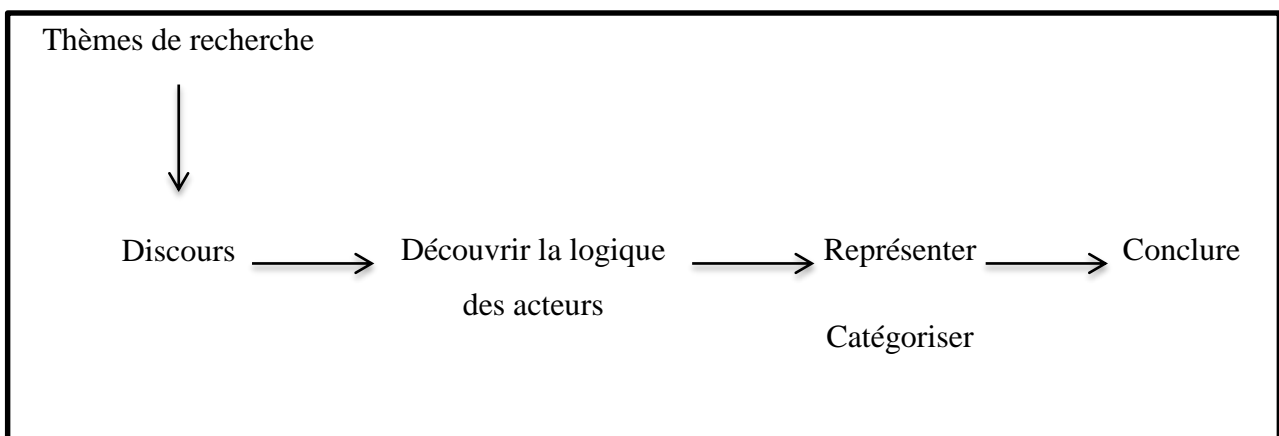 Thèmes de recherche
Discours
Découvrir la logique
des acteurs
Représenter
Catégoriser
Conclure